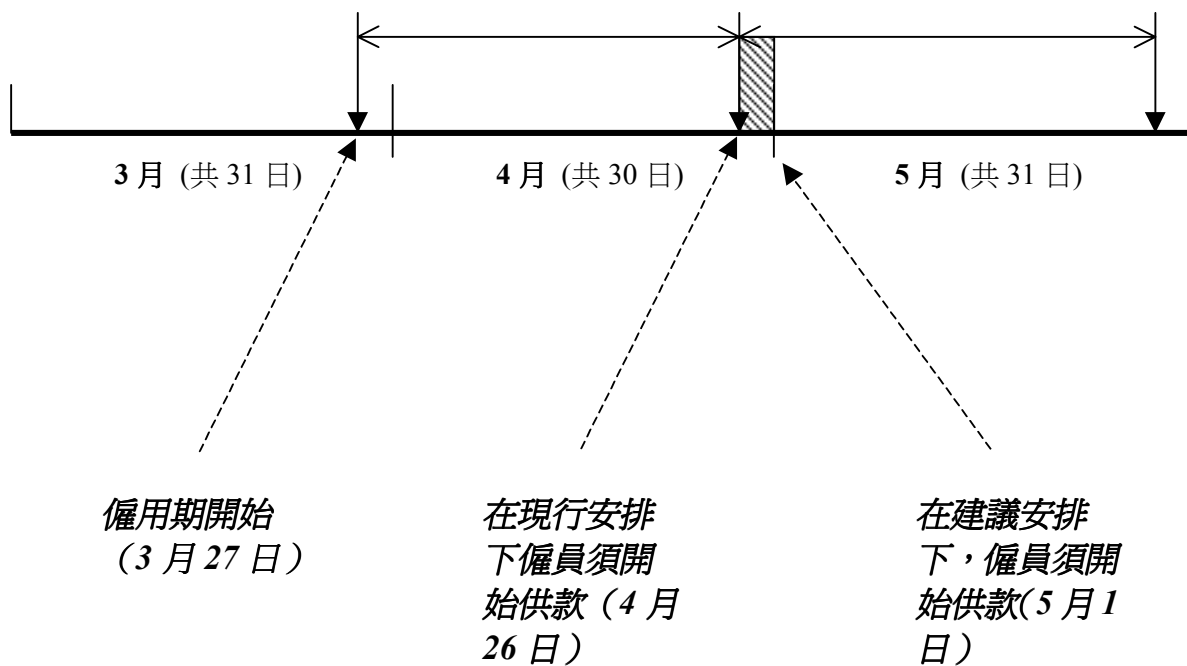 3 月 (共 31 日)
4 月 (共 30 日)
5 月 (共 31 日)
僱用期開始
（3 月 27 日）
在現行安排
下僱員須開
始供款（4 月
26 日）
在建議安排
下，僱員須開
始供款(5 月 1
日）